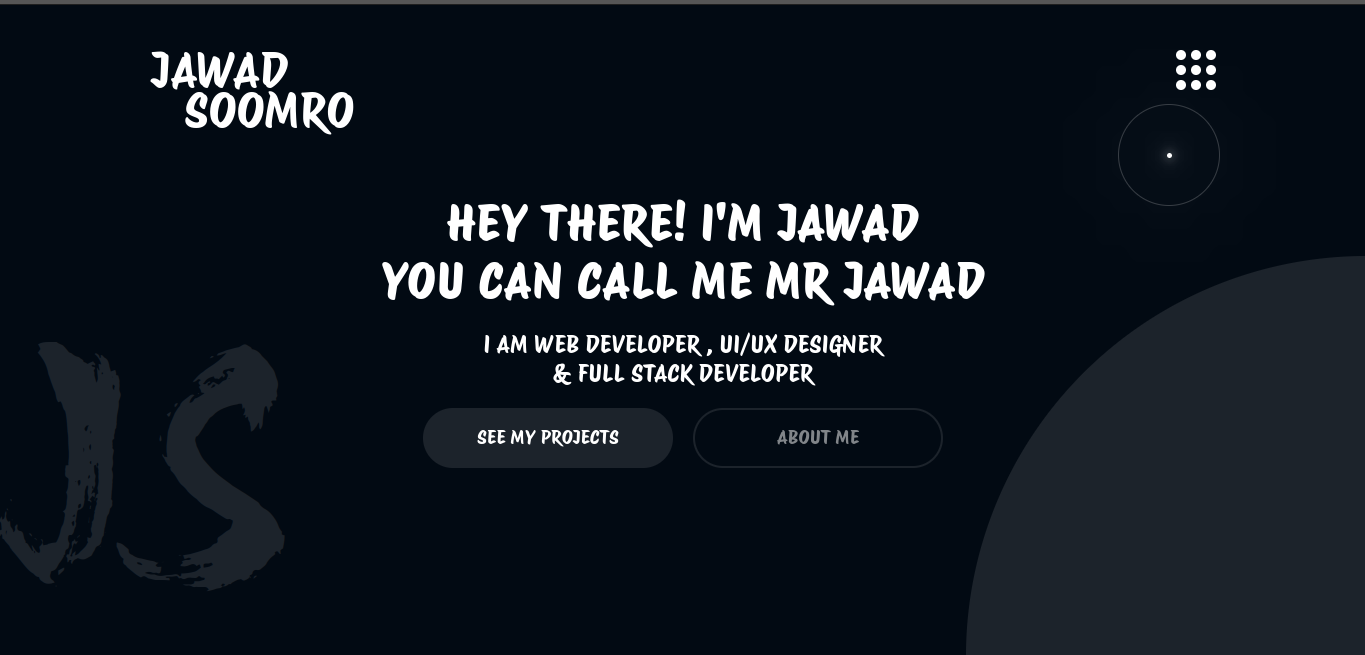 JAWAD
SOOMRO
HEY THERE! I'M JAWAD
YOU CAN CALL ME MR JAWAD
I AM WEB DEVELOPER , UI/UX DESIGNER
& FULL STACK DEVELOPER
SEE MY PROJECTS
ABOUT ME
JS